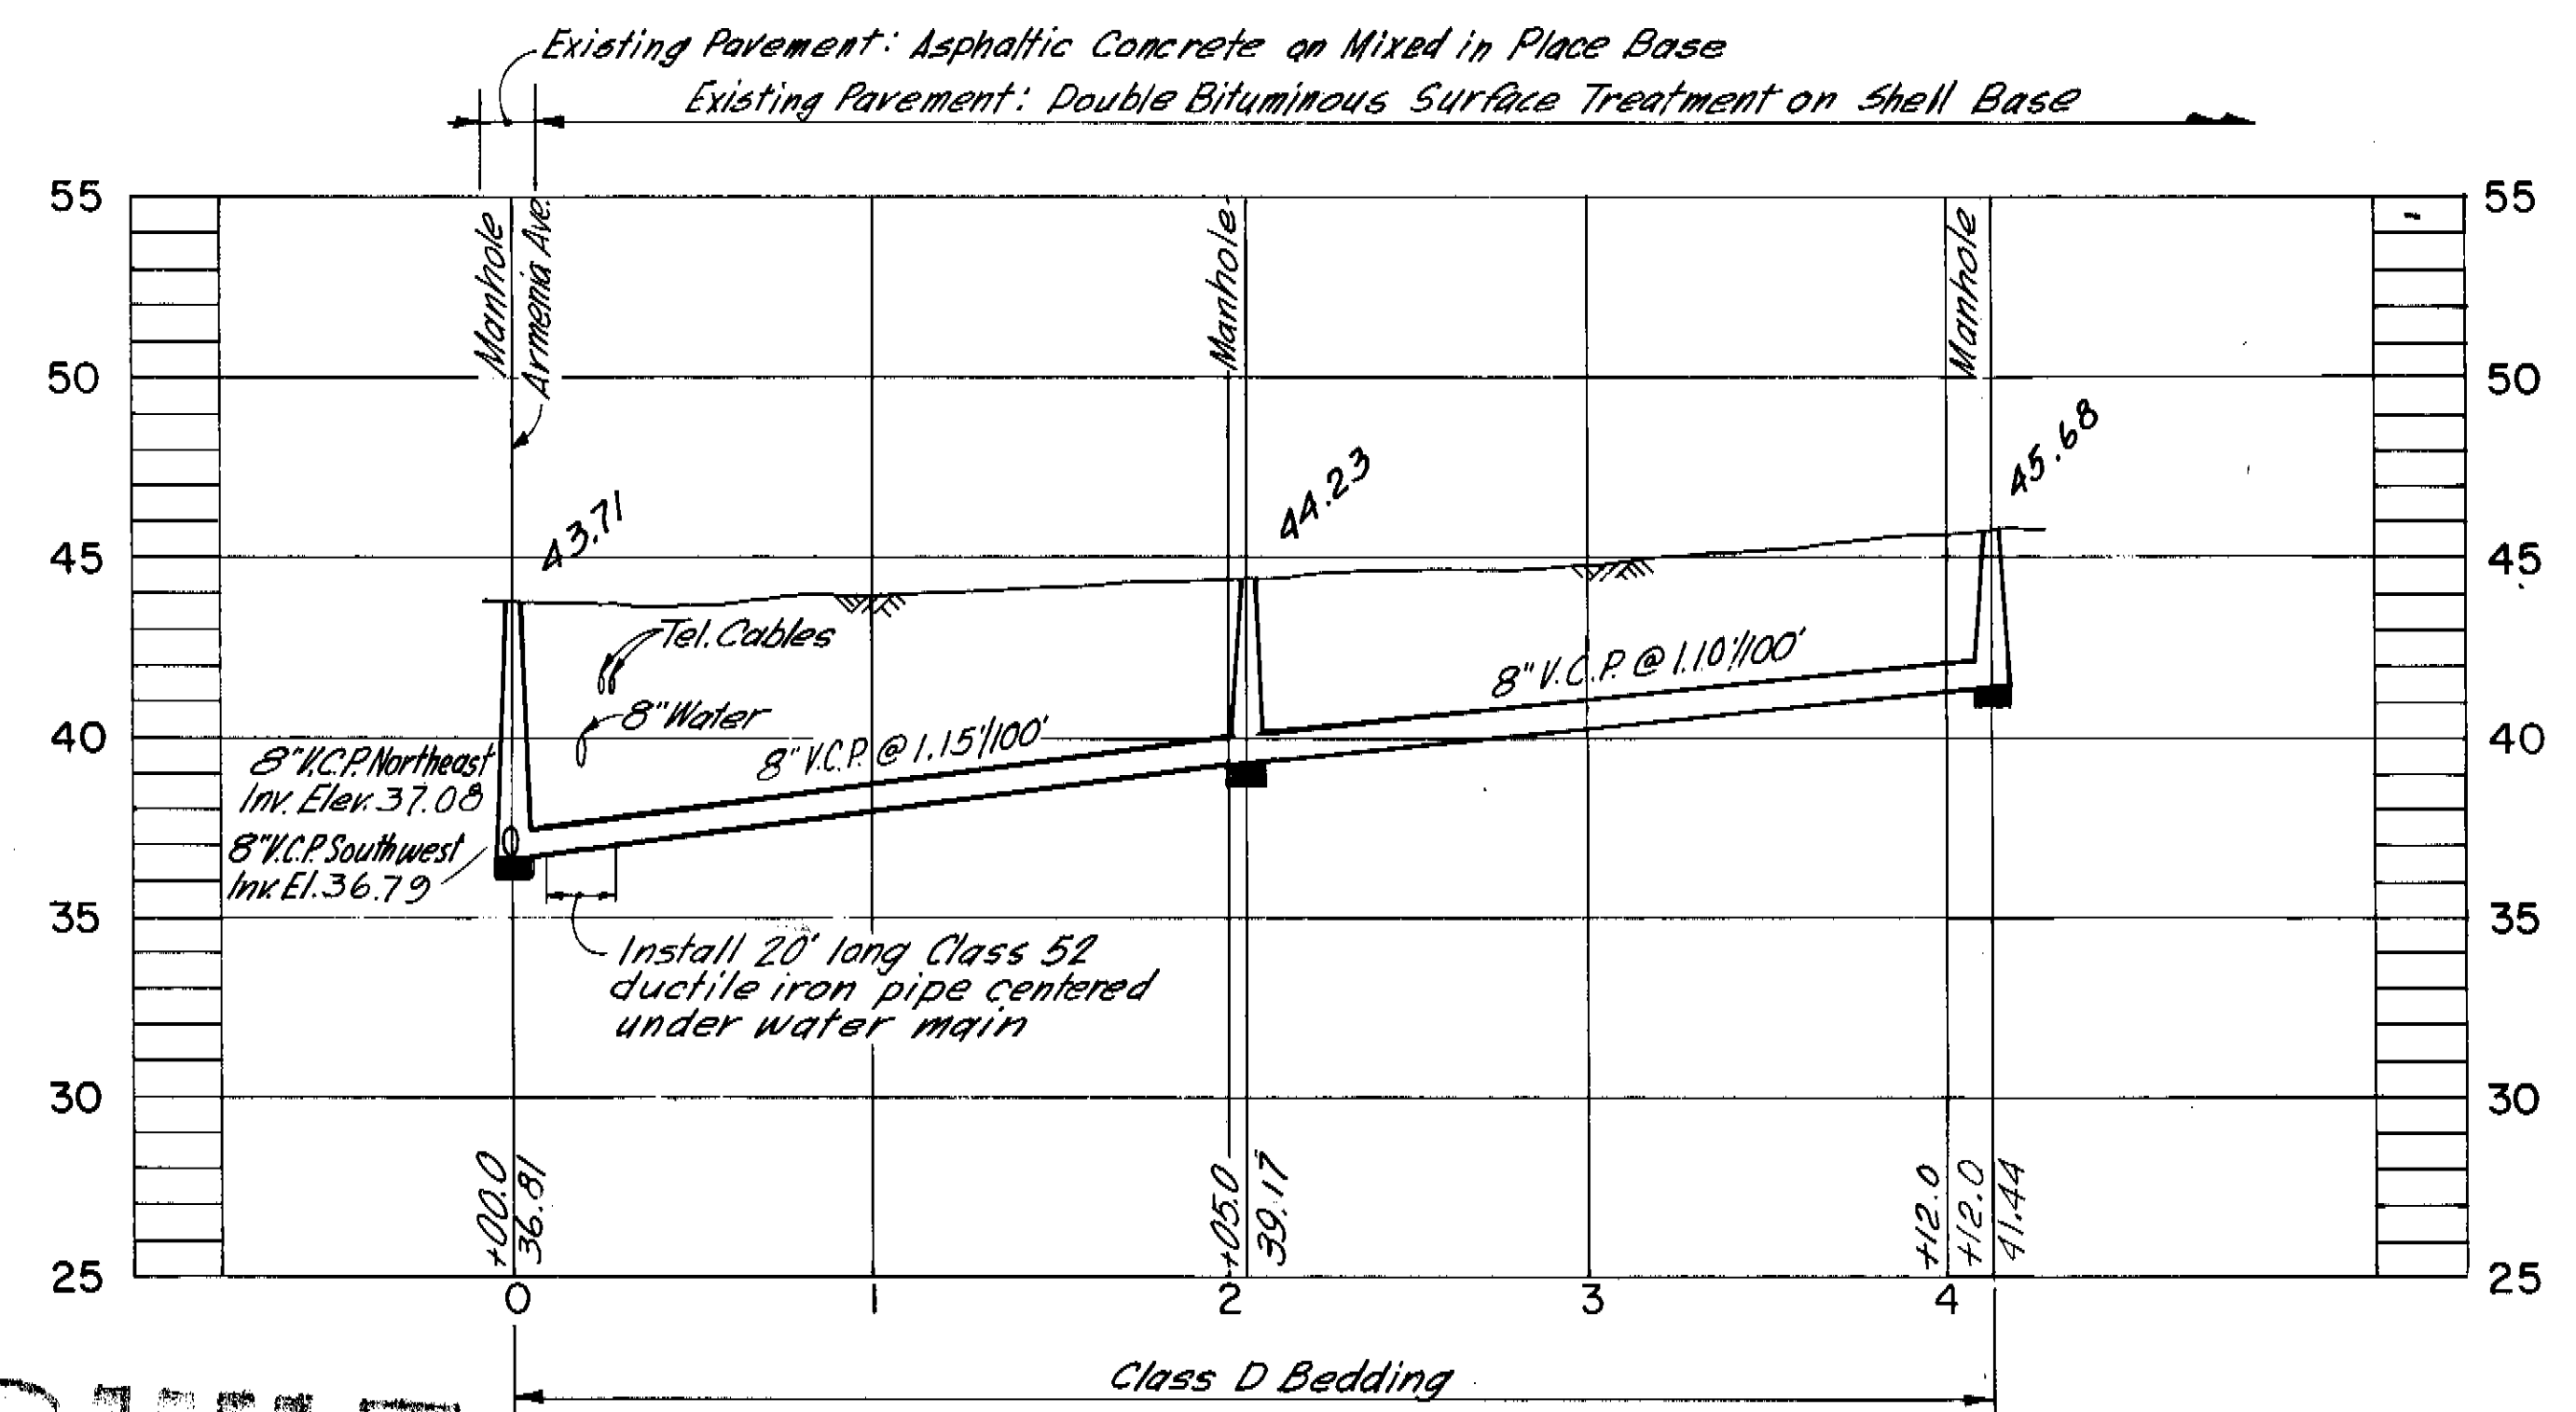 Existing Pavement: Asphaltic Concrete on Mixed in Place Base
Existing Pavement: Double Bituminous Surface Treatment on Shell Base
55
55
Manhole
Armenia Ave.
Manhole
Manhole
50
50
43.71
44.23
45.68
45
45
Tel. Cables
8" Water
8" V.C.P. @ 1.15'/100'
8" V.C.P. @ 1.10'/100'
40
40
8" V.C.P. Northeast
Inv. Elev. 37.08
8" V.C.P. Southwest
Inv. El. 36.79
35
35
Install 20' long Class 52
ductile iron pipe centered
under water main
30
30
+00.0
36.81
+05.0
39.17
+12.0
+12.0
41.44
25
25
0
1
2
3
4
Class D Bedding